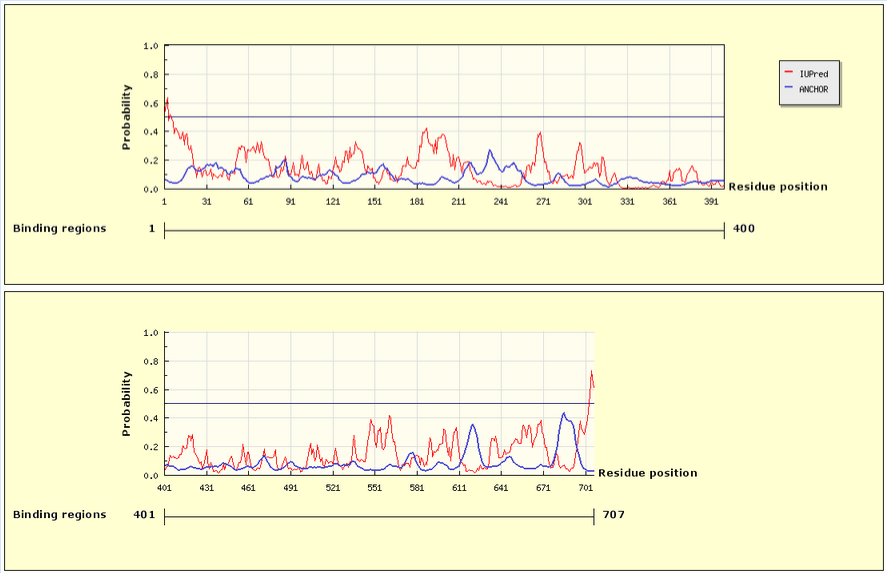 1.0
0.8
0.6
0.4
0.2
0.0
Probability
1 31 61 91 121 151 181 211 241 271 301 331 361 391
Residue position
IUPred
ANCHOR
Binding regions 1 400
1.0
0.8
0.6
0.4
0.2
0.0
Probability
401 431 461 491 521 551 581 611 641 671 701
Residue position
Binding regions 401 707